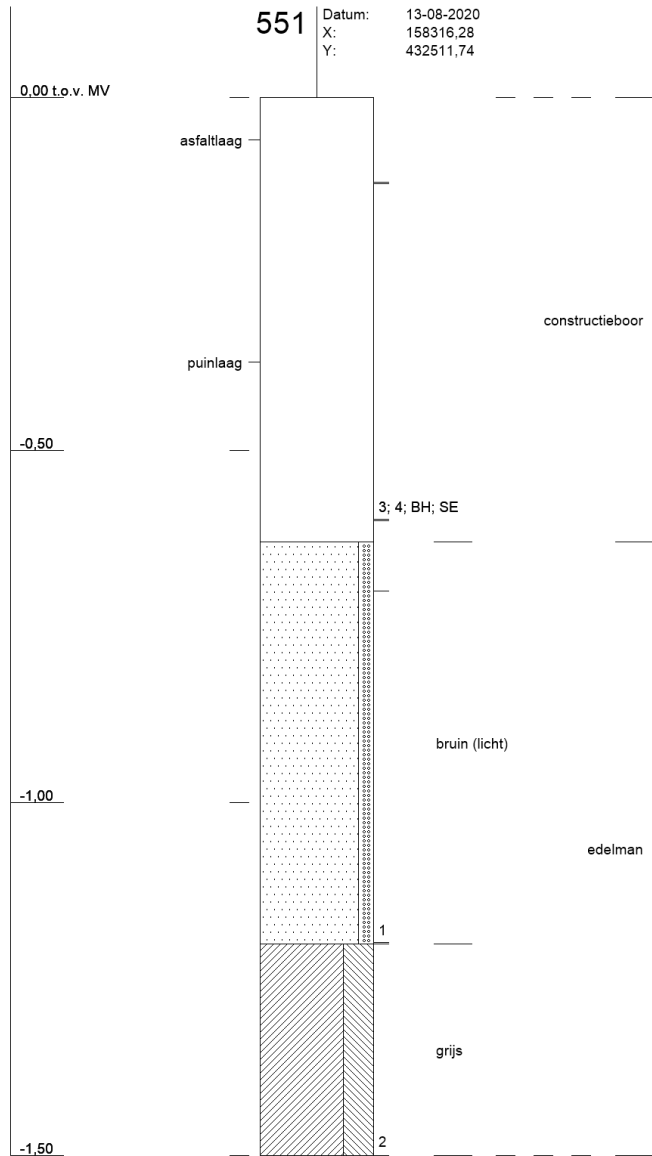 551
Datum: 13-08-2020
X: 158316,28
Y: 432511,74
0,00 t.o.v. MV
asfaltlaag
constructieboor
puinlaag
-0,50
3; 4; BH; SE
bruin (licht)
-1,00
edelman
1
grijs
2
-1,50